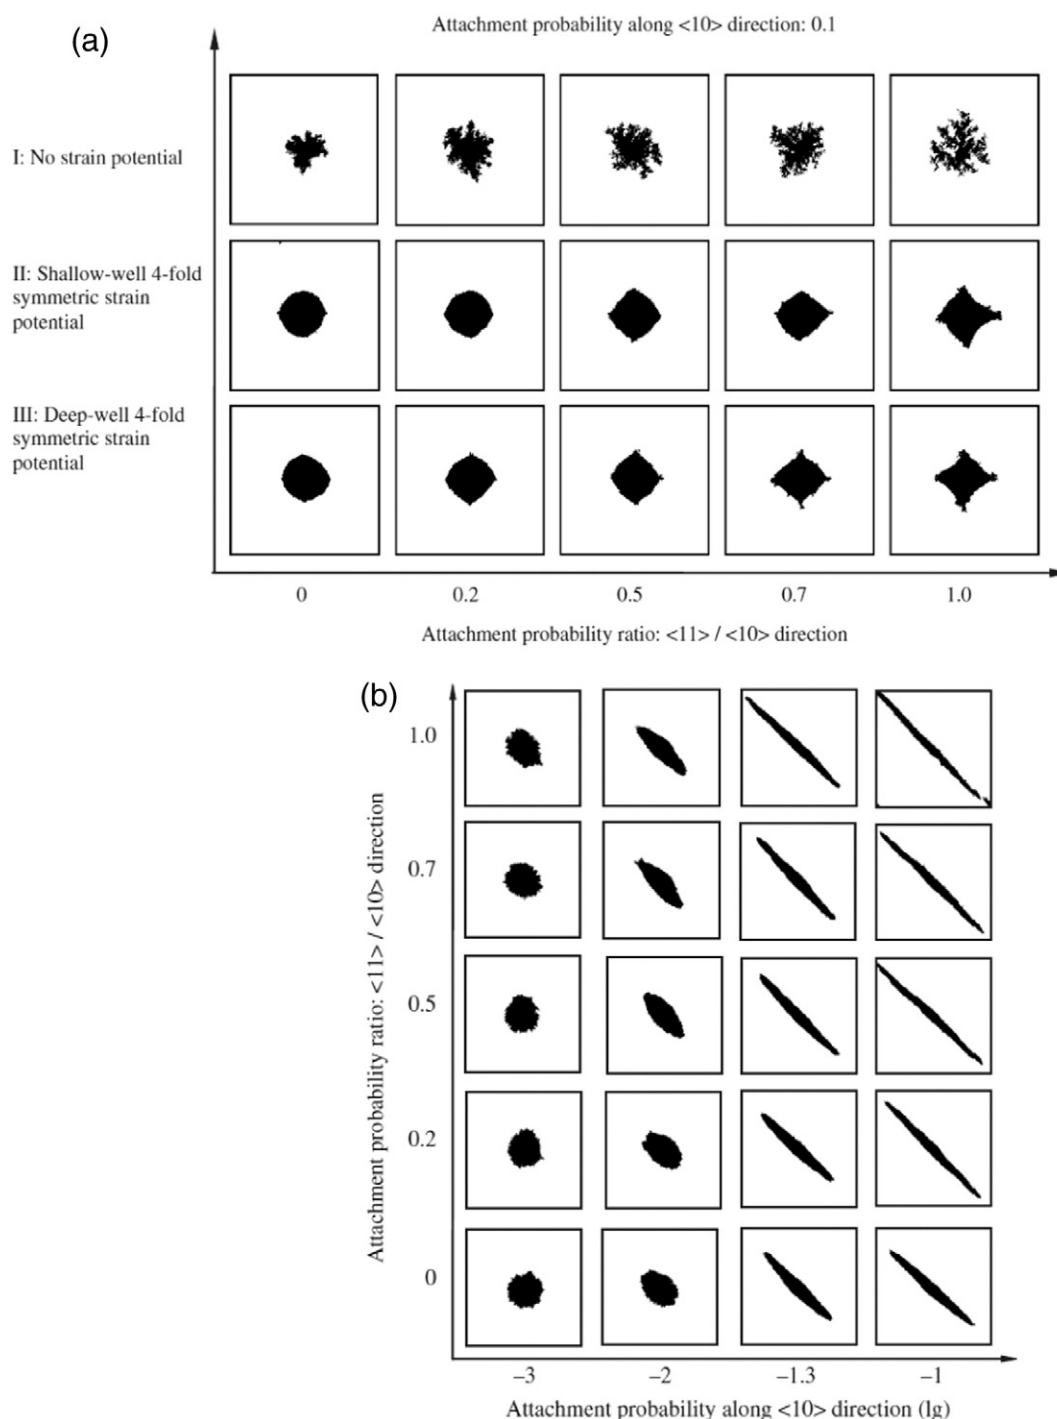 (a)
Attachment probability along <10> direction: 0.1
I: No strain potential
II: Shallow-well 4-fold
symmetric strain
potential
III: Deep-well 4-fold
symmetric strain
potential
0
0.2
0.5
0.7
1.0
Attachment probability ratio: <11> / <10> direction
(b)
Attachment probability ratio: <11> / <10> direction
1.0
0.7
0.5
0.2
0
−3
−2
−1.3
−1
Attachment probability along <10> direction (lg)